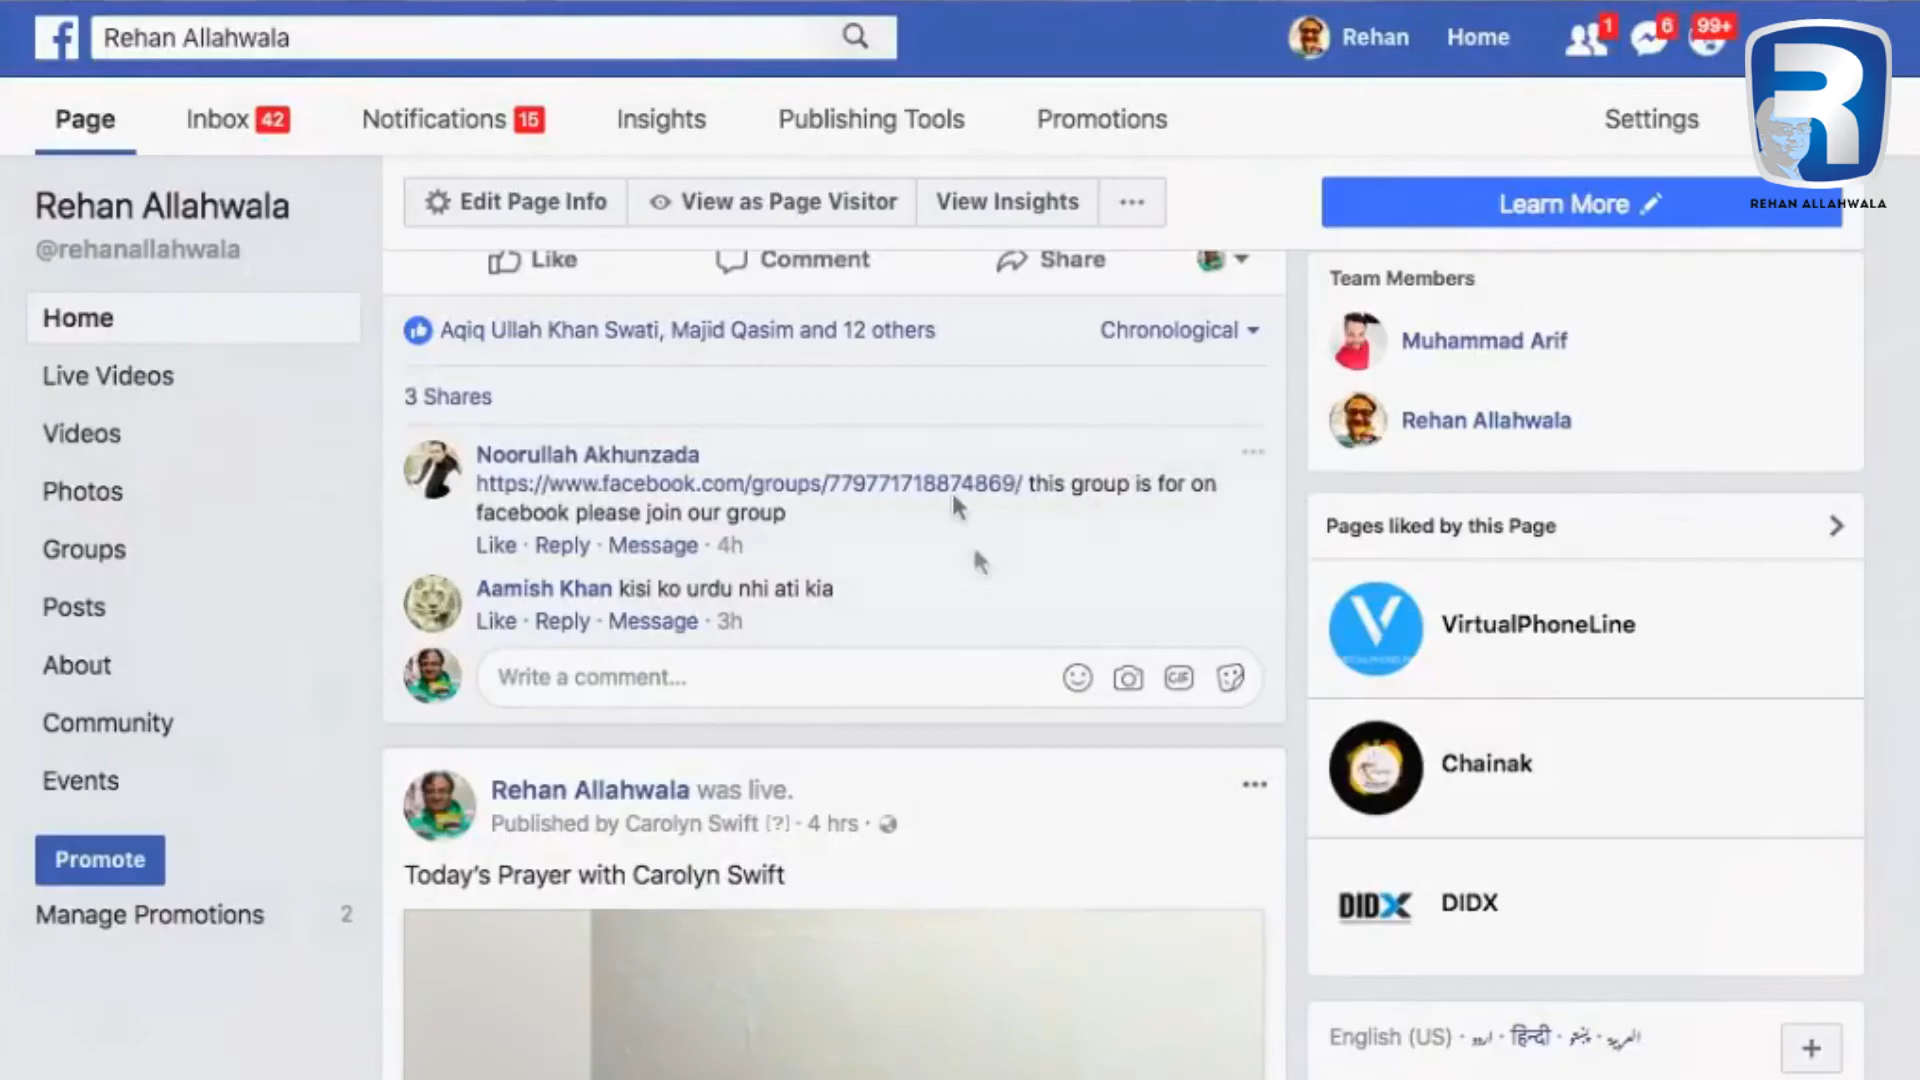 Rehan Allahwala
Rehan
Home
1
6
99+
REHAN ALLAHWALA
Page
Inbox 42
Notifications 15
Insights
Publishing Tools
Promotions
Settings
Rehan Allahwala
@rehanallahwala
Home
Live Videos
Videos
Photos
Groups
Posts
About
Community
Events
Promote
Manage Promotions 2
Edit Page Info
View as Page Visitor
View Insights
Learn More
Like
Comment
Share
Aqiq Ullah Khan Swati, Majid Qasim and 12 others
Chronological
3 Shares
Noorullah Akhunzada
https://www.facebook.com/groups/779771718874869/ this group is for on
facebook please join our group
Like · Reply · Message · 4h
Aamish Khan kisi ko urdu nhi ati kia
Like · Reply · Message · 3h
Write a comment...
GIF
Rehan Allahwala was live.
Published by Carolyn Swift [?] · 4 hrs ·
Today's Prayer with Carolyn Swift
Team Members
Muhammad Arif
Rehan Allahwala
Pages liked by this Page
VirtualPhoneLine
Chainak
DIDX
DIDX
English (US) · اردو · हिन्दी · پښتو · العربية